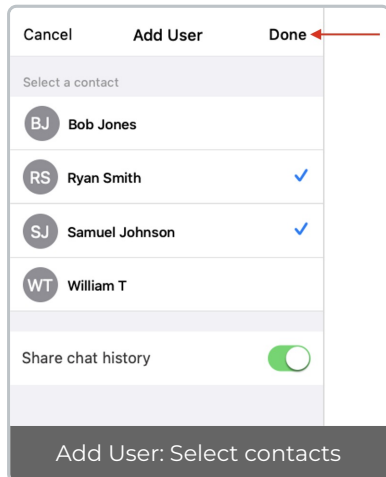 Cancel Add User Done
Select a contact
BJ Bob Jones
RS Ryan Smith
SJ Samuel Johnson
WT William T
Share chat history
Add User: Select contacts